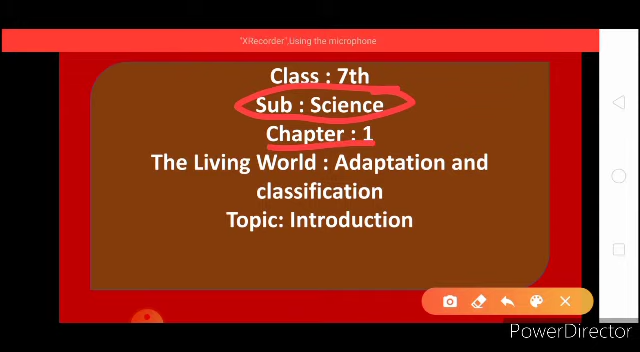 "XRecorder",Using the microphone
Class : 7th
Sub : Science
Chapter : 1
The Living World : Adaptation and
classification
Topic: Introduction
PowerDirector